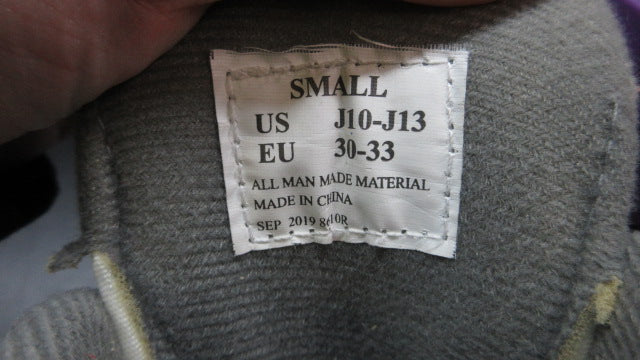 SMALL
US J10-J13
EU 30-33
ALL MAN MADE MATERIAL
MADE IN CHINA
SEP 2019